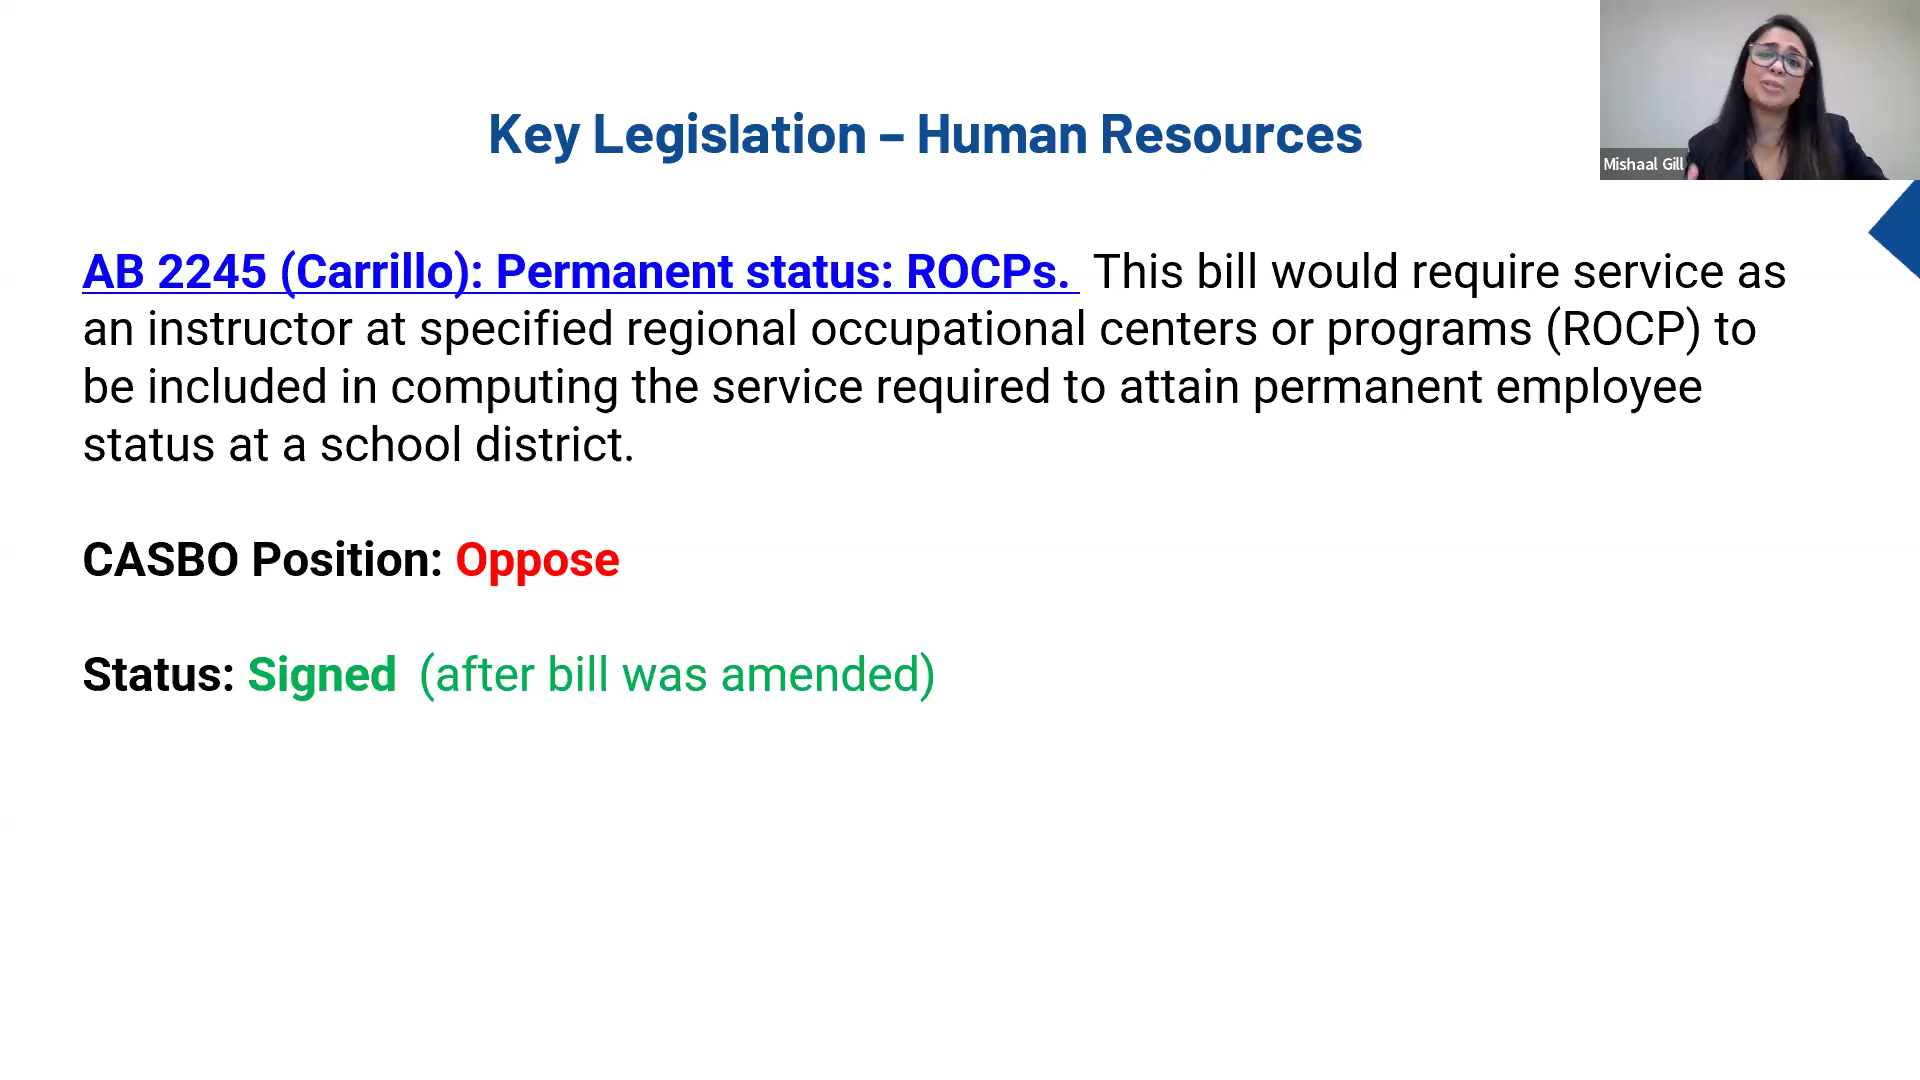 Key Legislation – Human Resources
Mishaal Gill
AB 2245 (Carrillo): Permanent status: ROCPs. This bill would require service as
an instructor at specified regional occupational centers or programs (ROCP) to
be included in computing the service required to attain permanent employee
status at a school district.
CASBO Position: Oppose
Status: Signed (after bill was amended)